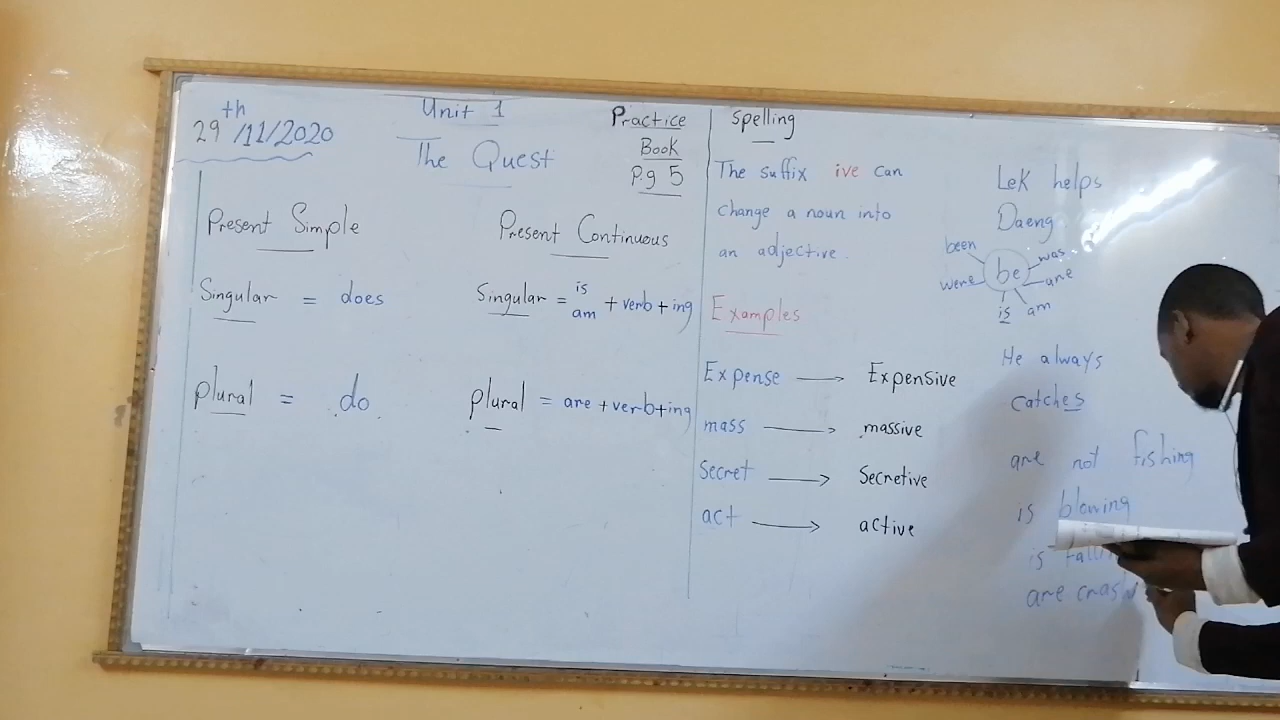 29th/11/2020
Unit 1
The Quest
Practice
Book
P.g 5
Present Simple
Present Continuous
Singular = does
Singular = is
am + verb + ing
plural = do
plural = are + verb+ing
Spelling
The suffix ive can
change a noun into
an adjective.
Examples
Expense → Expensive
mass → massive
Secret → Secretive
act → active
Lek helps
Daeng
been
was
be
were
are
is
am
He always
catches
are not fishing
is blowing
is
are